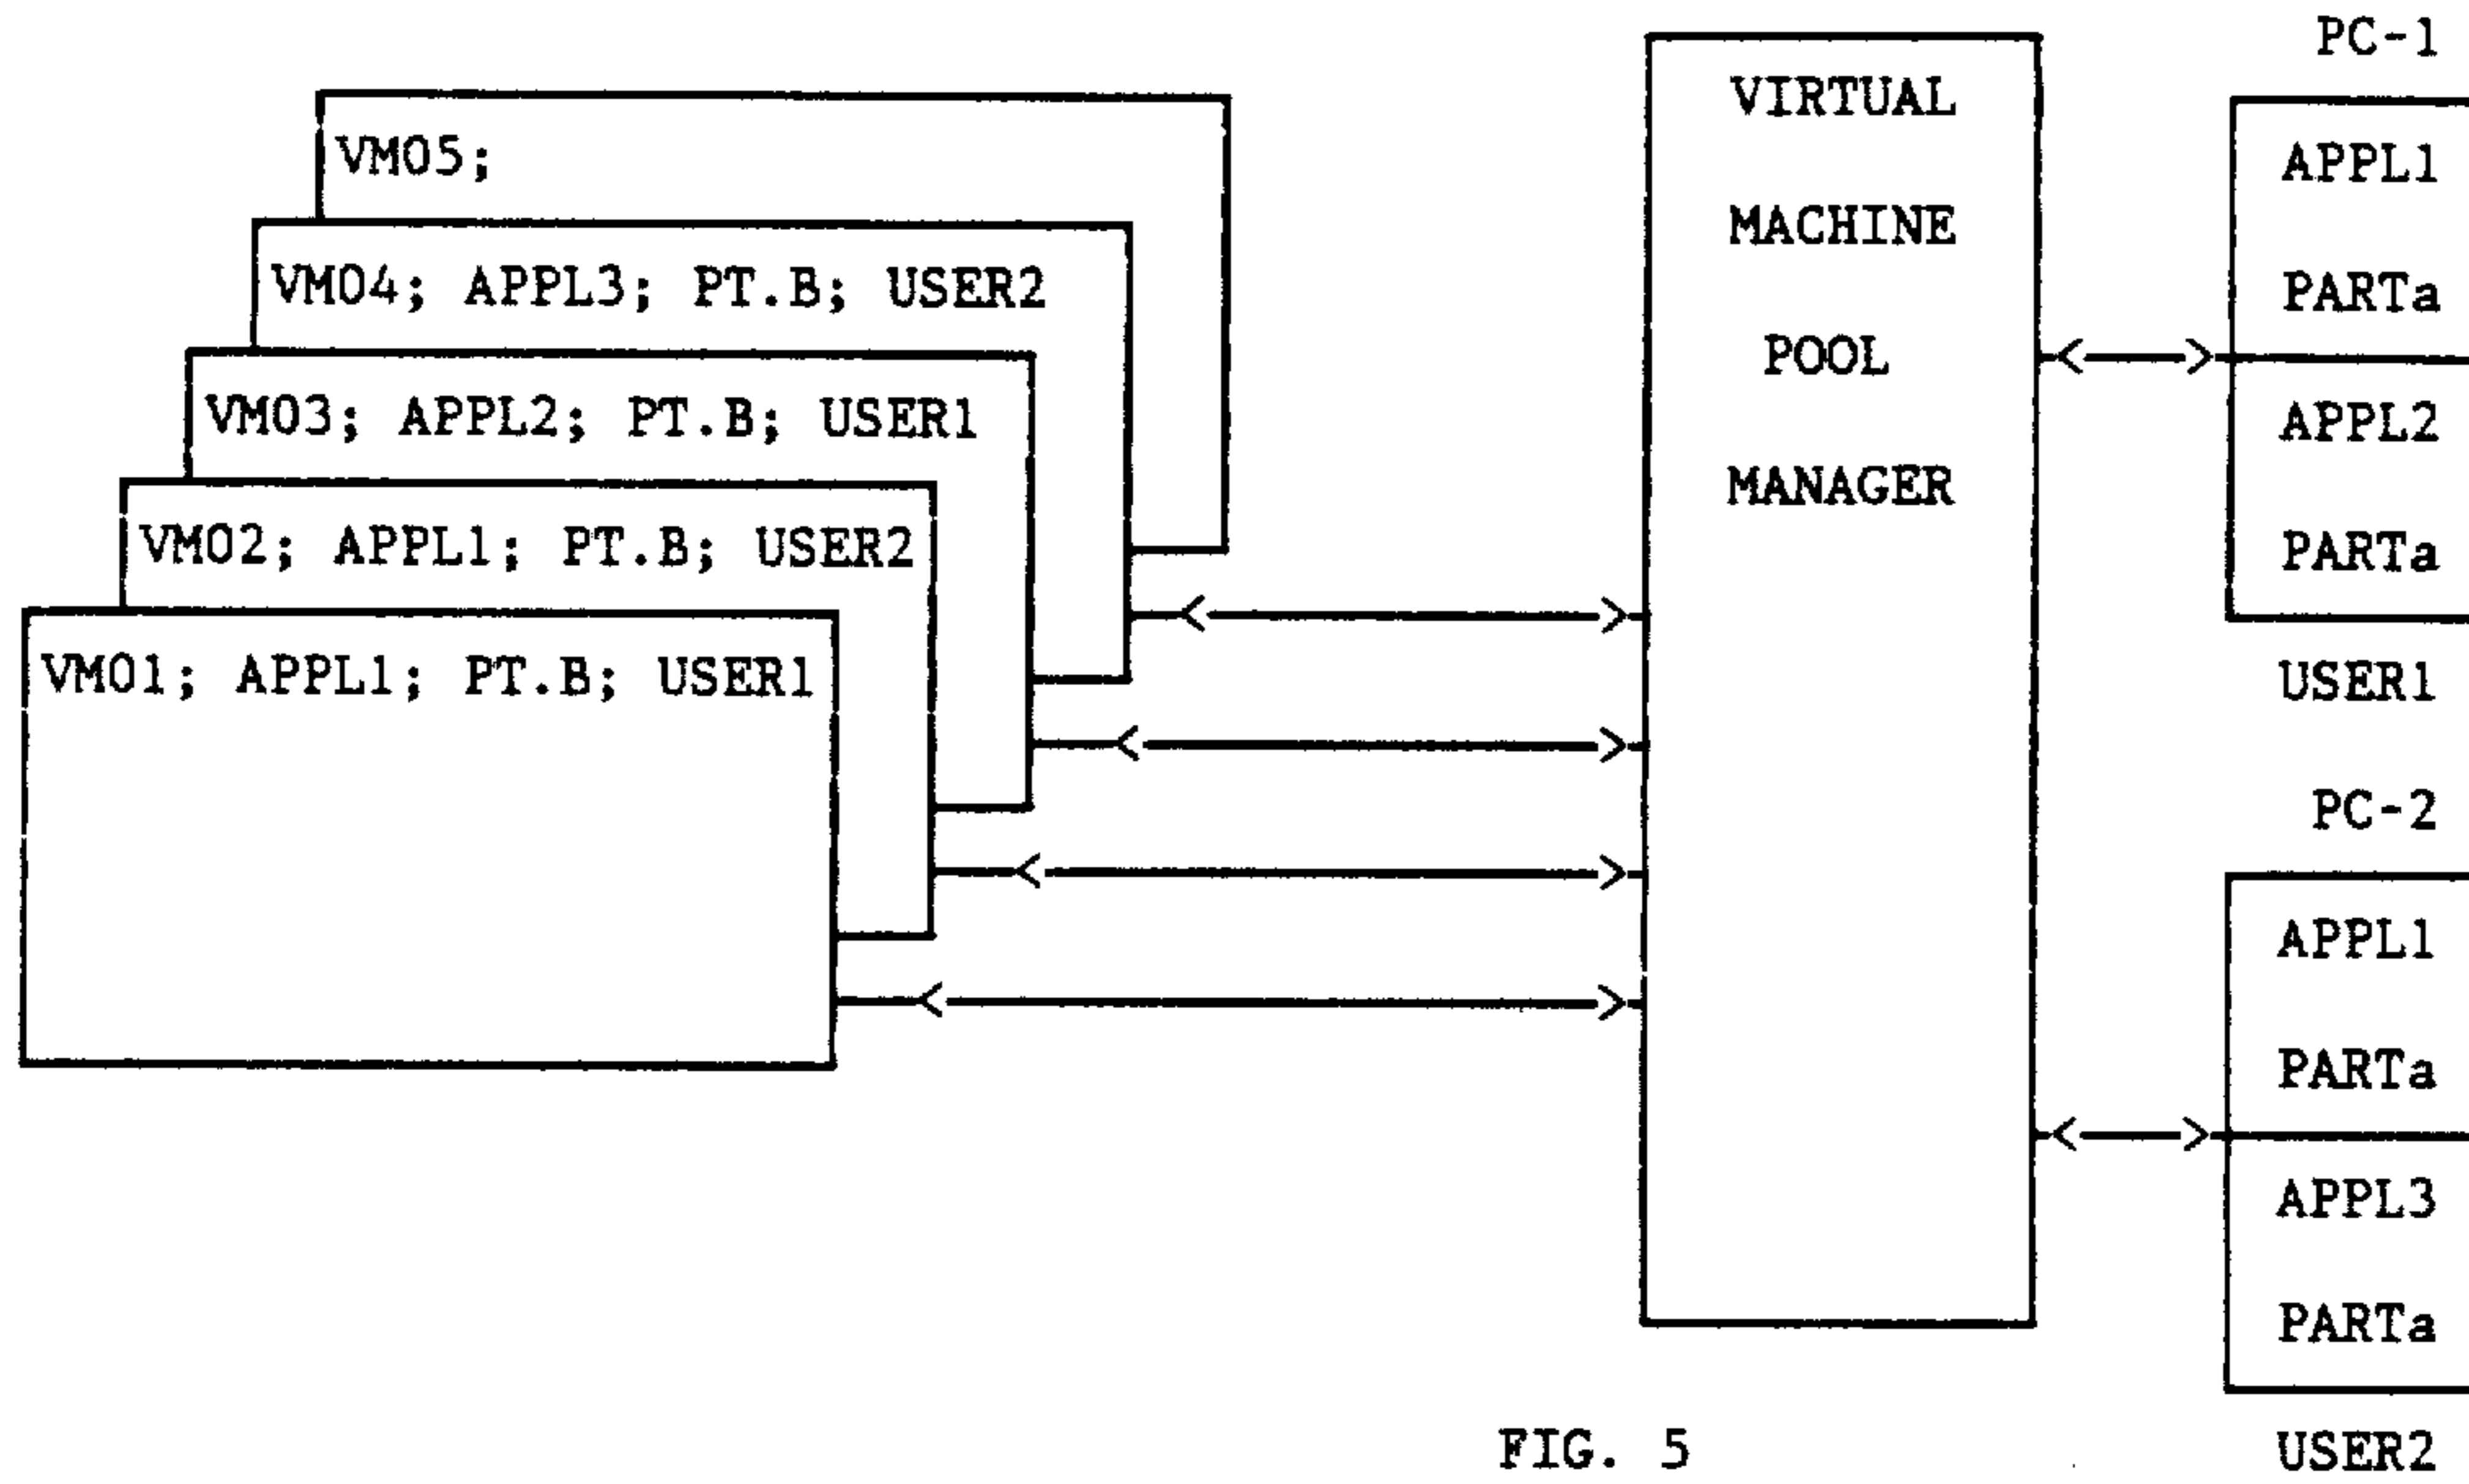 VM05;
VM04; APPL3; PT.B; USER2
VM03; APPL2; PT.B; USER1
VM02; APPL1; PT.B; USER2
VM01; APPL1; PT.B; USER1
VIRTUAL
MACHINE
POOL
MANAGER
PC-1
APPL1
PARTa
APPL2
PARTa
USER1
PC-2
APPL1
PARTa
APPL3
PARTa
USER2
FIG. 5